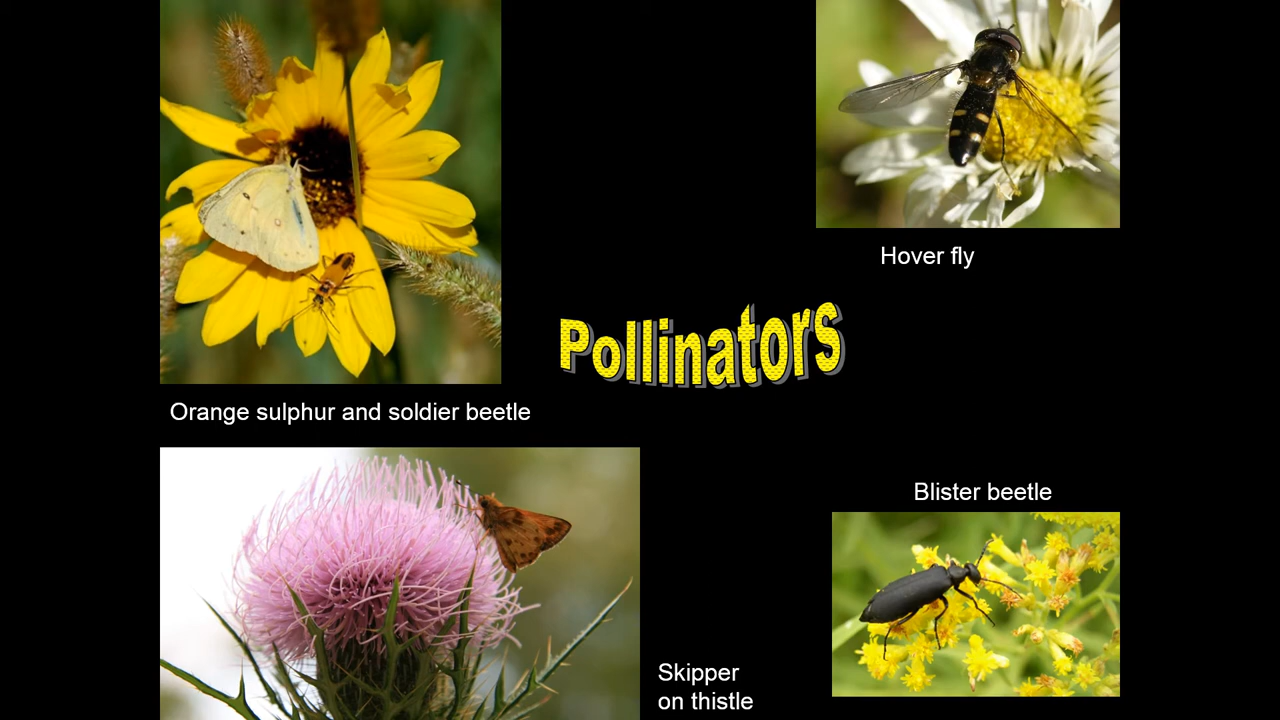 Hover fly
Pollinators
Orange sulphur and soldier beetle
Blister beetle
Skipper
on thistle